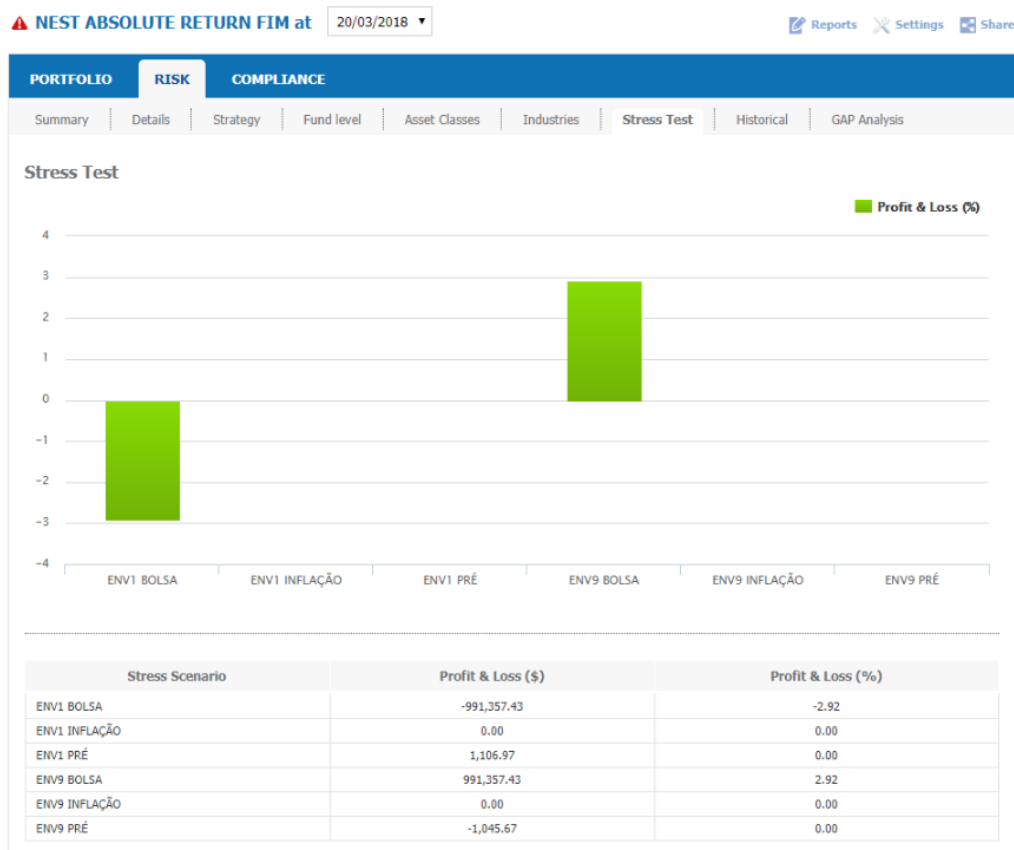 NEST ABSOLUTE RETURN FIM at 20/03/2018 Reports Settings Share
PORTFOLIO RISK COMPLIANCE
Summary Details Strategy Fund level Asset Classes Industries Stress Test Historical GAP Analysis
Stress Test
Profit & Loss (%)
4
3
2
1
0
-1
-2
-3
-4
ENV1 BOLSA ENV1 INFLAÇÃO ENV1 PRÉ ENV9 BOLSA ENV9 INFLAÇÃO ENV9 PRÉ
Stress Scenario Profit & Loss ($) Profit & Loss (%)
ENV1 BOLSA -991,357.43 -2.92
ENV1 INFLAÇÃO 0.00 0.00
ENV1 PRÉ 1,106.97 0.00
ENV9 BOLSA 991,357.43 2.92
ENV9 INFLAÇÃO 0.00 0.00
ENV9 PRÉ -1,045.67 0.00